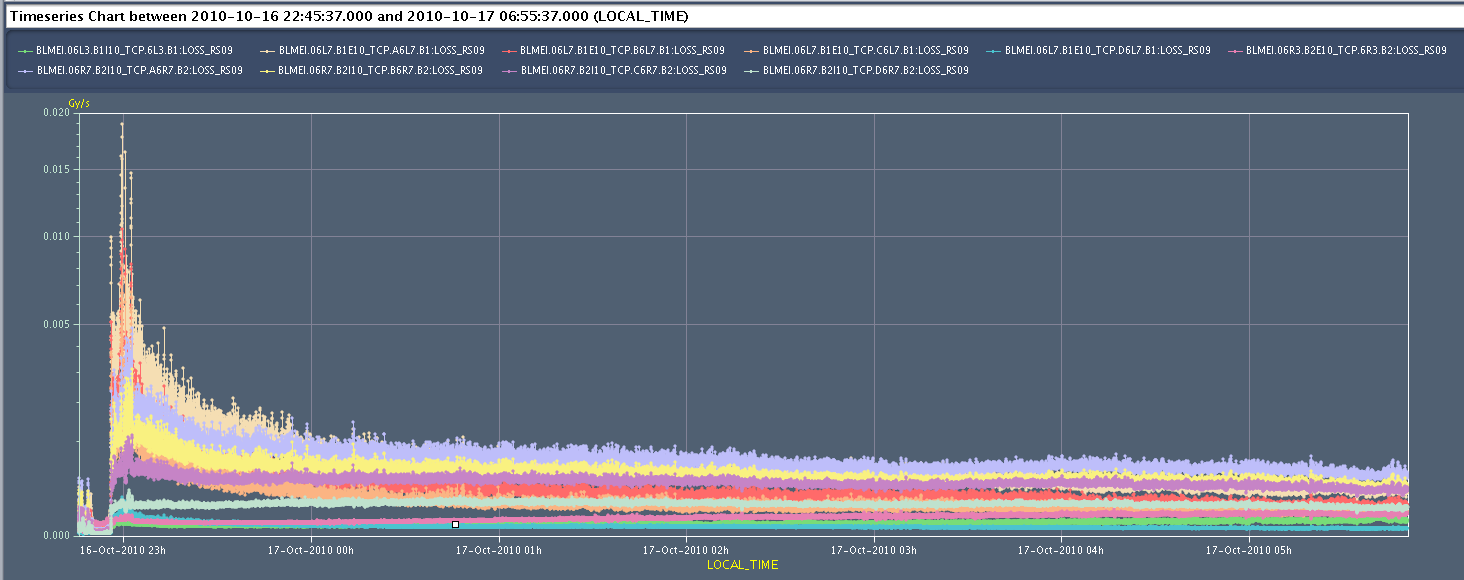 Timeseries Chart between 2010-10-16 22:45:37.000 and 2010-10-17 06:55:37.000 (LOCAL_TIME)
BLMEI.06L3.B1I10_TCP.6L3.B1:LOSS_RS09 BLMEI.06L7.B1E10_TCP.A6L7.B1:LOSS_RS09 BLMEI.06L7.B1E10_TCP.B6L7.B1:LOSS_RS09 BLMEI.06L7.B1E10_TCP.C6L7.B1:LOSS_RS09 BLMEI.06L7.B1E10_TCP.D6L7.B1:LOSS_RS09 BLMEI.06R3.B2E10_TCP.6R3.B2:LOSS_RS09
BLMEI.06R7.B2I10_TCP.A6R7.B2:LOSS_RS09 BLMEI.06R7.B2I10_TCP.B6R7.B2:LOSS_RS09 BLMEI.06R7.B2I10_TCP.C6R7.B2:LOSS_RS09 BLMEI.06R7.B2I10_TCP.D6R7.B2:LOSS_RS09
Gy/s
0.020
0.015
0.010
0.005
0.000
16-Oct-2010 23h 17-Oct-2010 00h 17-Oct-2010 01h 17-Oct-2010 02h 17-Oct-2010 03h 17-Oct-2010 04h 17-Oct-2010 05h
LOCAL_TIME